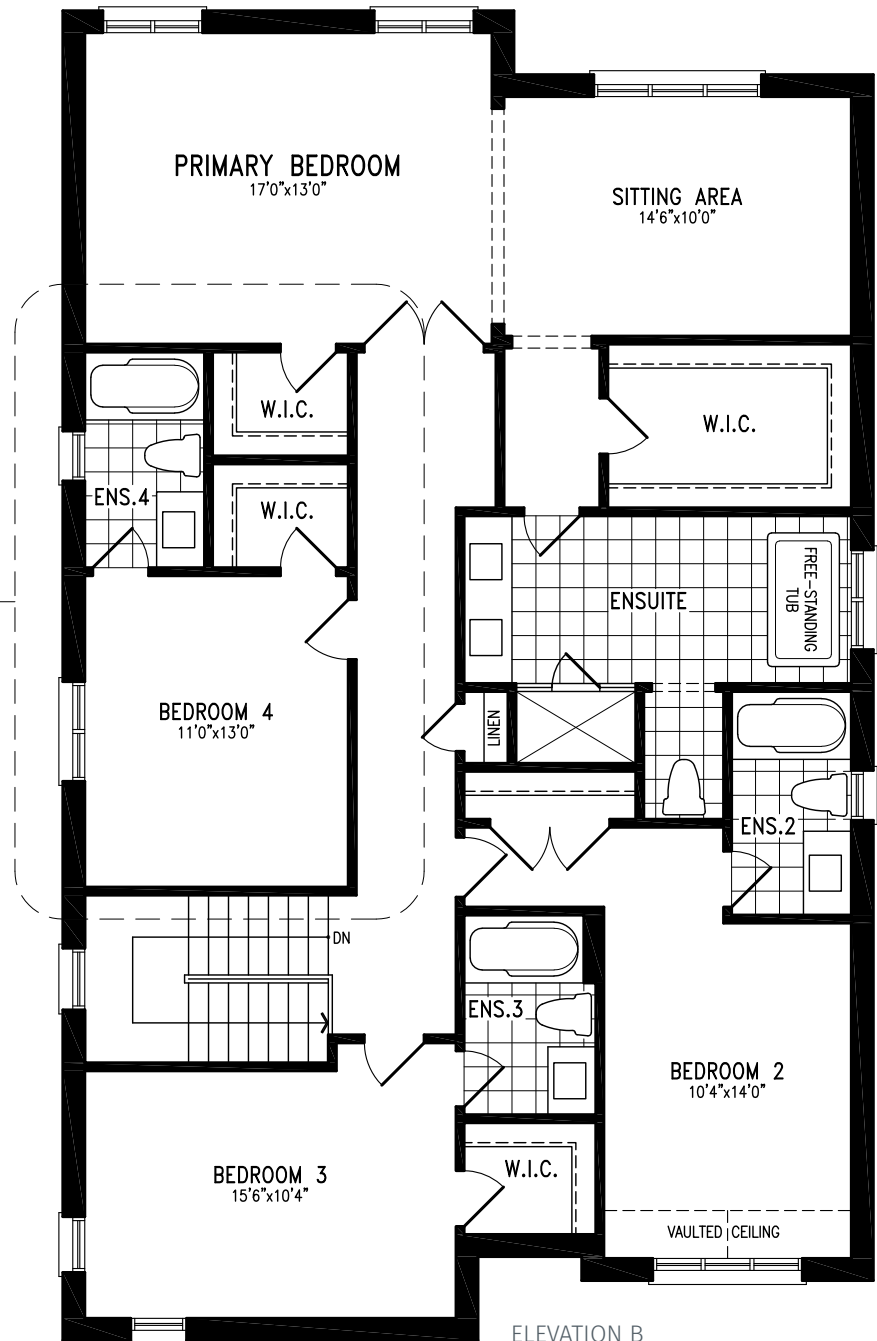 PRIMARY BEDROOM
17'0"x13'0"
SITTING AREA
14'6"x10'0"
W.I.C.
W.I.C.
ENS.4
W.I.C.
FREE-STANDING
TUB
ENSUITE
BEDROOM 4
11'0"x13'0"
LINEN
ENS.2
DN
ENS.3
BEDROOM 2
10'4"x14'0"
BEDROOM 3
15'6"x10'4"
W.I.C.
VAULTED CEILING
ELEVATION B